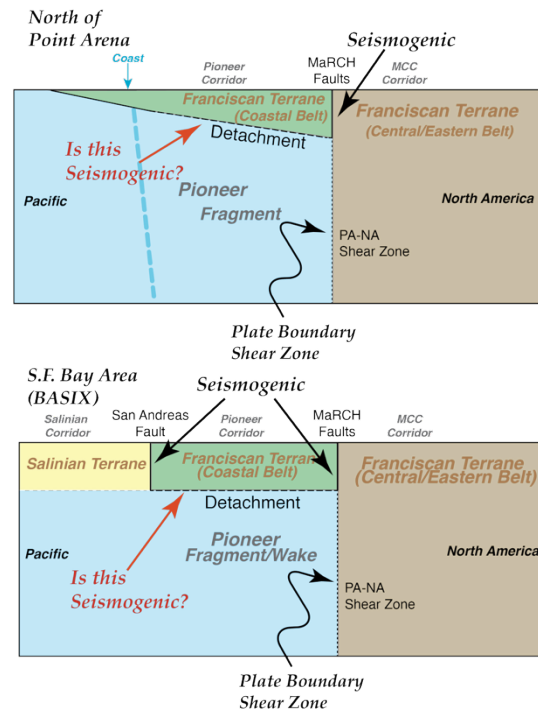 North of
Point Arena
Coast
Pioneer
Corridor
MaRCH
Faults
Seismogenic
MCC
Corridor
Franciscan Terrane
(Coastal Belt)
Franciscan Terrane
(Central/Eastern Belt)
Detachment
Is this
Seismogenic?
Pacific
Pioneer
Fragment
North America
PA-NA
Shear Zone
Plate Boundary
Shear Zone
S.F. Bay Area
(BASIX)
Seismogenic
Salinian
Corridor
San Andreas
Fault
Pioneer
Corridor
MaRCH
Faults
MCC
Corridor
Salinian Terrane
Franciscan Terrane
(Coastal Belt)
Franciscan Terrane
(Central/Eastern Belt)
Detachment
Pacific
Pioneer
Fragment/Wake
North America
Is this
Seismogenic?
PA-NA
Shear Zone
Plate Boundary
Shear Zone